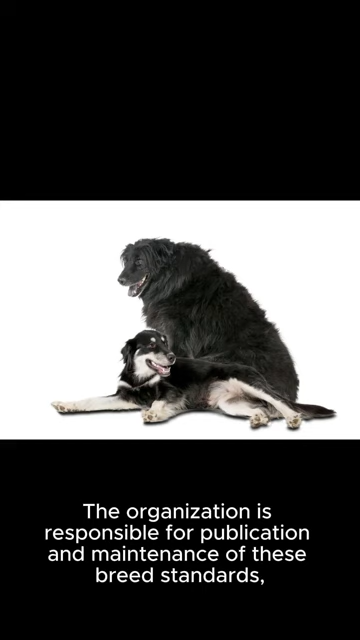 The organization is
responsible for publication
and maintenance of these
breed standards,